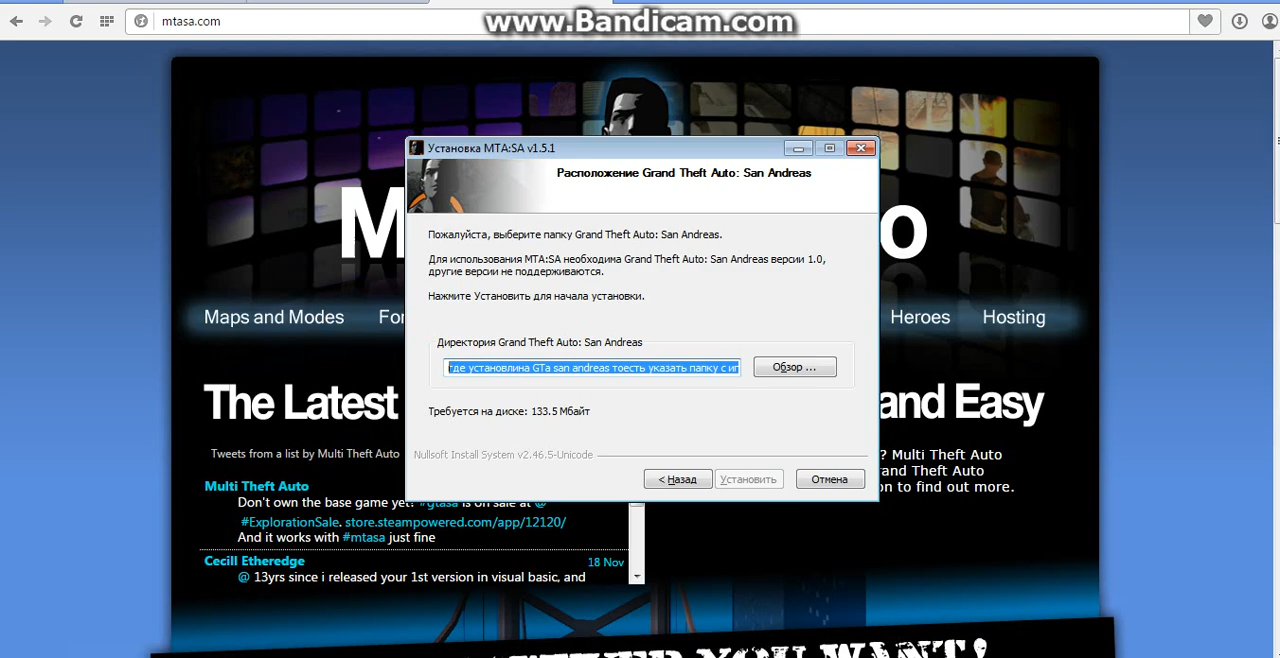 mtasa.com
www.Bandicam.com
Установка MTA:SA v1.5.1
Расположение Grand Theft Auto: San Andreas
Пожалуйста, выберите папку Grand Theft Auto: San Andreas.
Для использования MTA:SA необходима Grand Theft Auto: San Andreas версии 1.0,
другие версии не поддерживаются.
Нажмите Установить для начала установки.
Директория Grand Theft Auto: San Andreas
где установлина GTa san andreas тоесть указать папку с иг
Обзор ...
Требуется на диске: 133.5 Мбайт
Nullsoft Install System v2.46.5-Unicode
< Назад
Установить
Отмена
M
o
Maps and Modes
For
Heroes
Hosting
The Latest
and Easy
Tweets from a list by Multi Theft Auto
? Multi Theft Auto
rand Theft Auto
on to find out more.
Multi Theft Auto
Don't own the base game yet? #gtasa is on sale at @
#ExplorationSale. store.steampowered.com/app/12120/
And it works with #mtasa just fine
Cecill Etheredge
18 Nov
@ 13yrs since i released your 1st version in visual basic, and
YOU WANT!